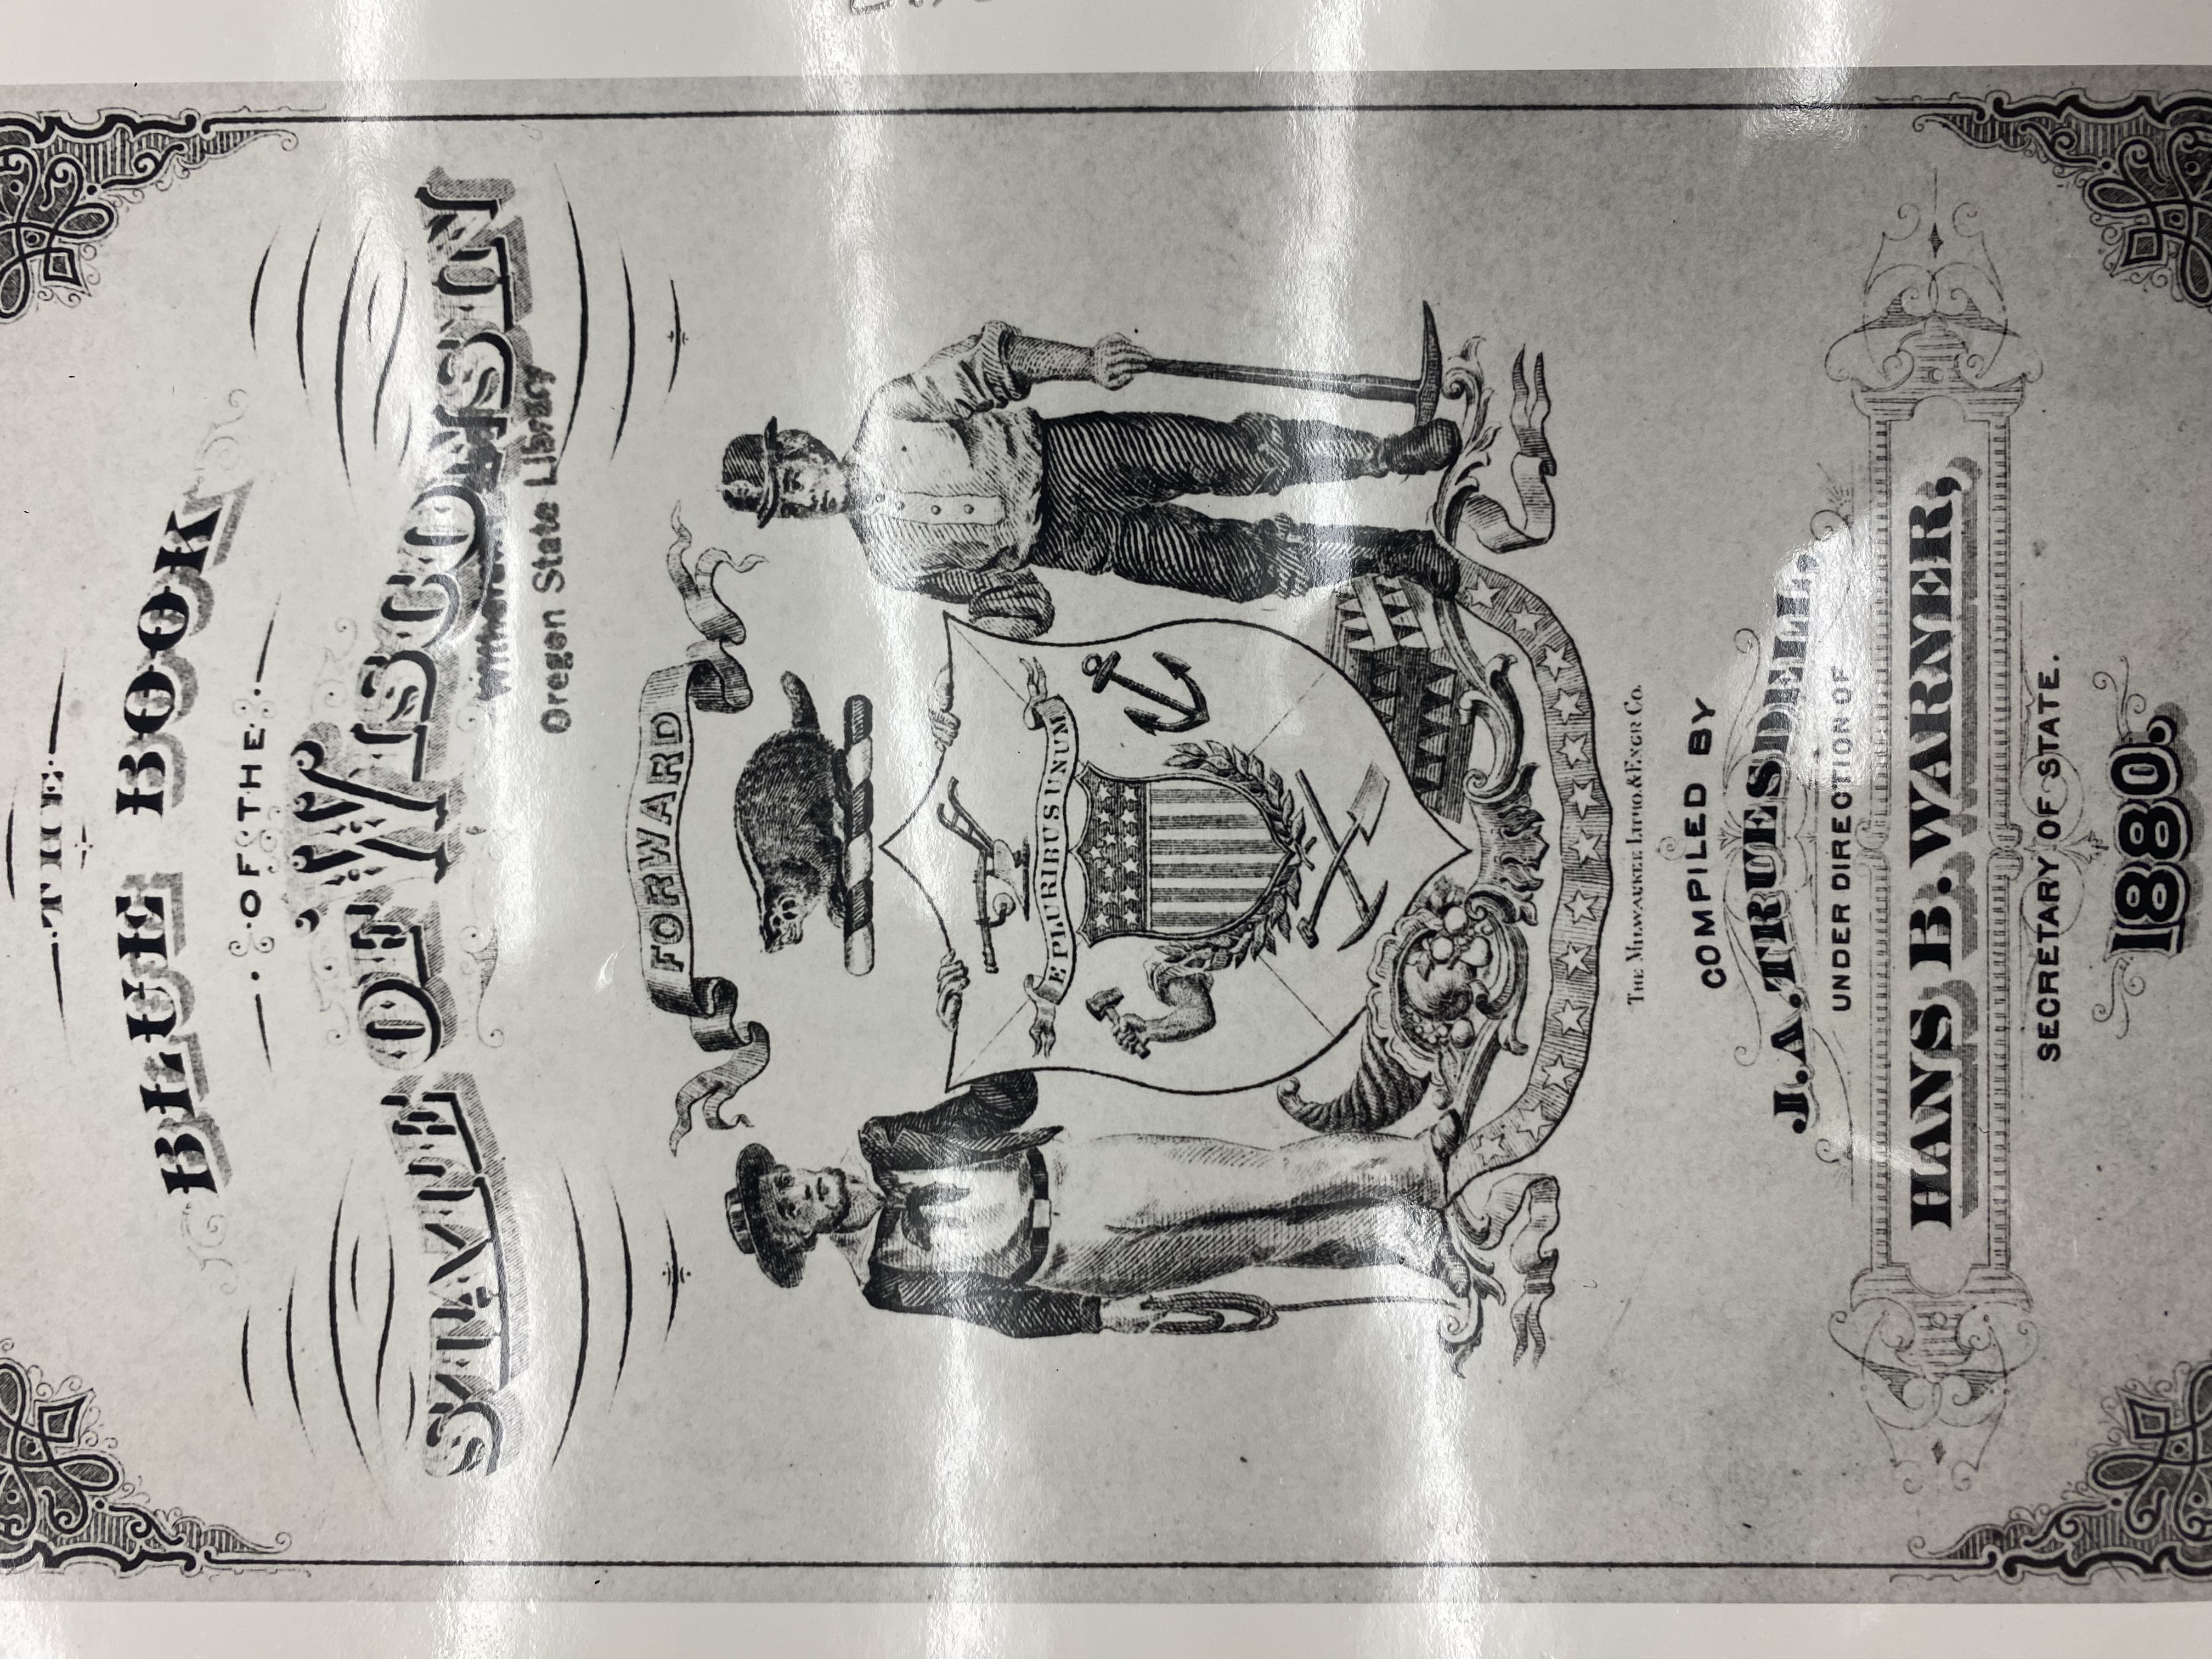 THE
BLUE BOOK
OF THE
STATE OF WISCONSIN
Withdrawn
Oregon State Library
FORWARD
E PLURIBUS UNUM
THE MILWAUKEE LITHO. & ENGR. CO.
COMPILED BY
J. A. TRUESDELL,
UNDER DIRECTION OF
HANS B. WARNER,
SECRETARY OF STATE.
1880.